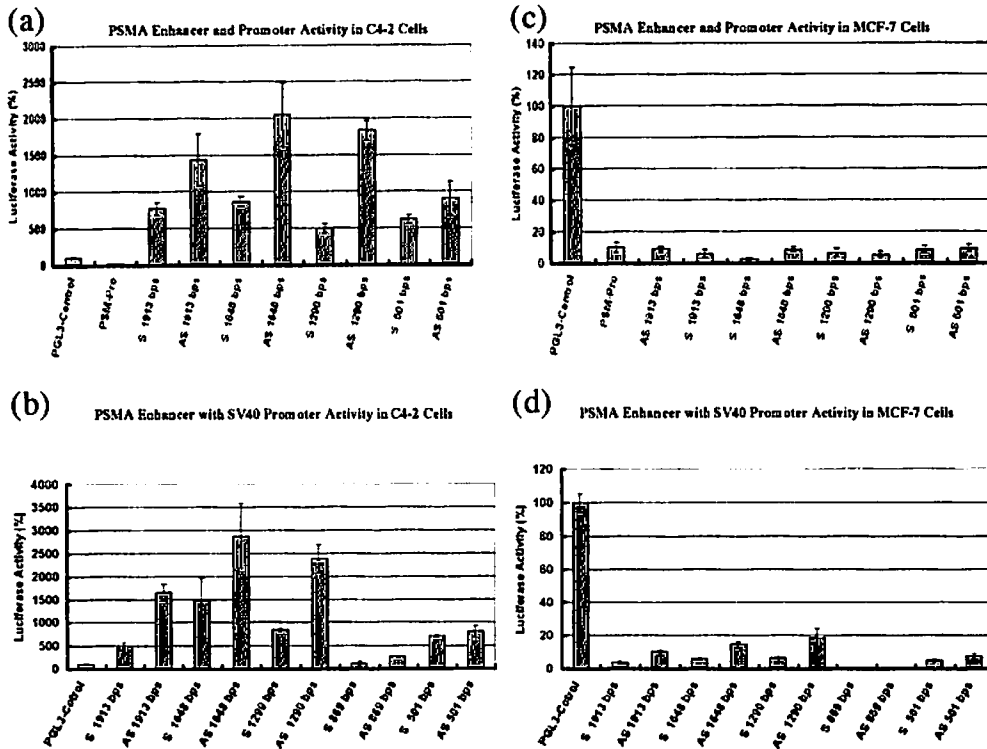 (a)
PSMA Enhancer and Promoter Activity in C4-2 Cells
Luciferase Activity (%)
3000
2500
2000
1500
1000
500
0
PGL3-Control
PSM-Pro
S 1913 bps
AS 1913 bps
S 1648 bps
AS 1648 bps
S 1290 bps
AS 1290 bps
S 501 bps
AS 501 bps
(c)
PSMA Enhancer and Promoter Activity in MCF-7 Cells
Luciferase Activity (%)
140
120
100
80
60
40
20
0
PGL3-Control
PSM-Pro
AS 1913 bps
S 1913 bps
S 1648 bps
AS 1648 bps
S 1290 bps
AS 1290 bps
S 501 bps
AS 501 bps
(b)
PSMA Enhancer with SV40 Promoter Activity in C4-2 Cells
Luciferase Activity (%)
4000
3500
3000
2500
2000
1500
1000
500
0
PGL3-Cotrol
S 1913 bps
AS 1913 bps
S 1648 bps
AS 1648 bps
S 1290 bps
AS 1290 bps
S 869 bps
AS 869 bps
S 501 bps
AS 501 bps
(d)
PSMA Enhancer with SV40 Promoter Activity in MCF-7 Cells
Luciferase Activity (%)
120
100
80
60
40
20
0
PGL3-Control
S 1913 bps
AS 1913 bps
S 1648 bps
AS 1648 bps
S 1290 bps
AS 1290 bps
S 869 bps
AS 869 bps
S 501 bps
AS 501 bps